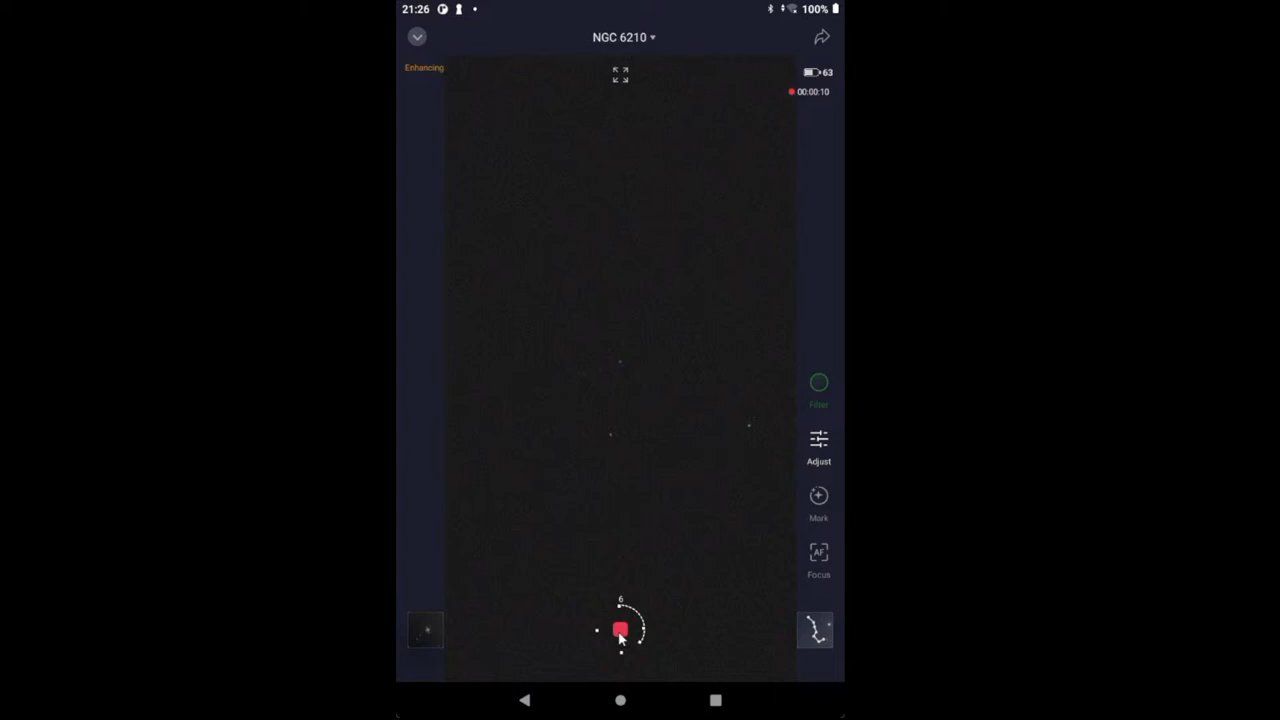 21:26
100%
NGC 6210
Enhancing
63
00:00:10
Filter
Adjust
Mark
AF
Focus
6